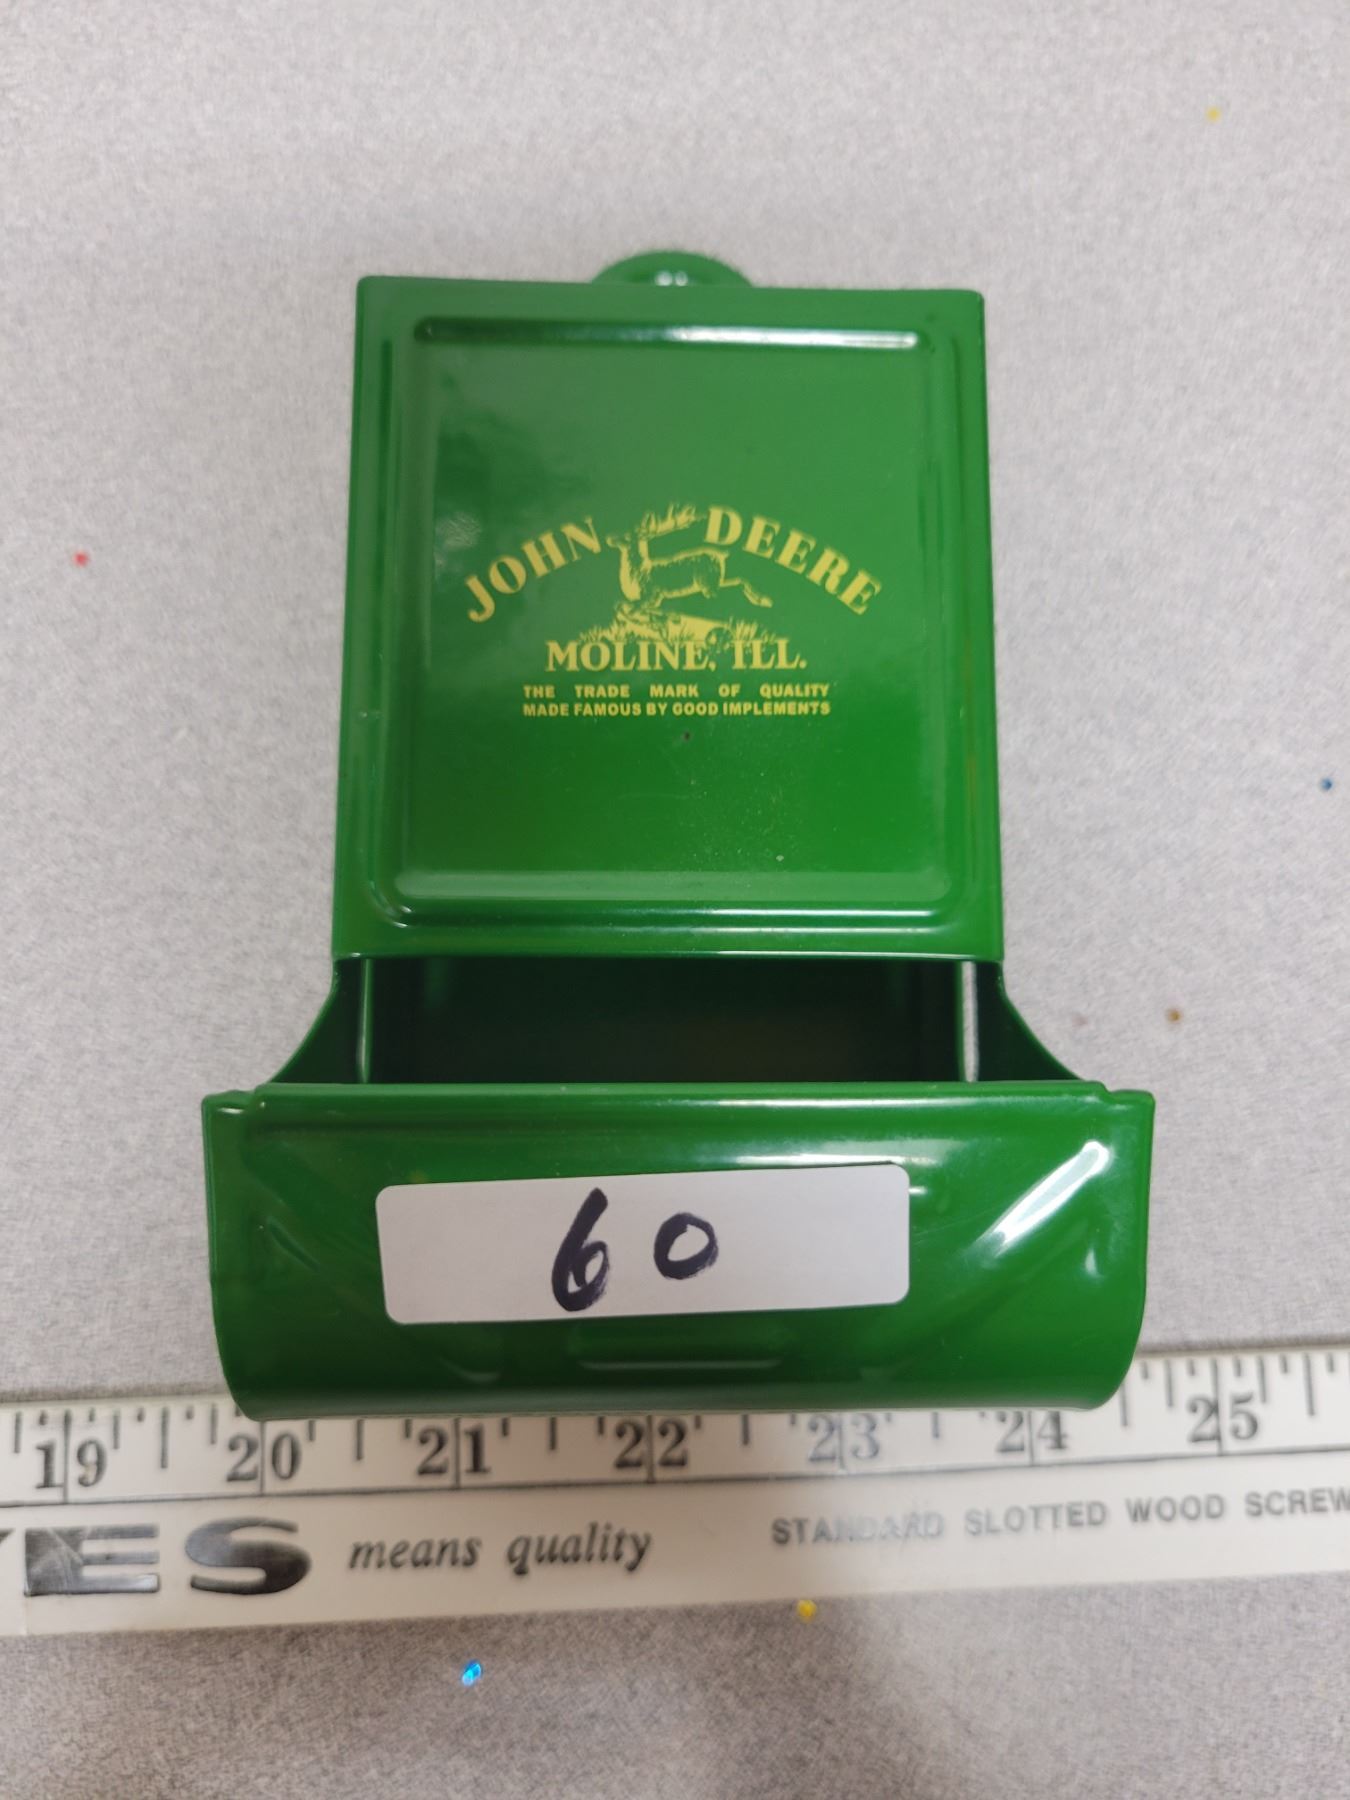 JOHN DEERE
MOLINE, ILL.
THE TRADE MARK OF QUALITY
MADE FAMOUS BY GOOD IMPLEMENTS
60
19 20 21 22 23 24 25
means quality
STANDARD SLOTTED WOOD SCREW